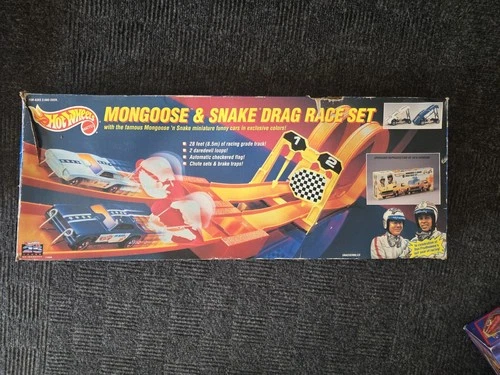 HOT WHEELS
MONGOOSE & SNAKE DRAG RACE SET
with the famous Mongoose 'n Snake miniature funny cars in exclusive colors!
28 feet (8.5m) of racing grade track!
2 daredevil loops!
Automatic checkered flag!
Chute sets & brake traps!
1
2